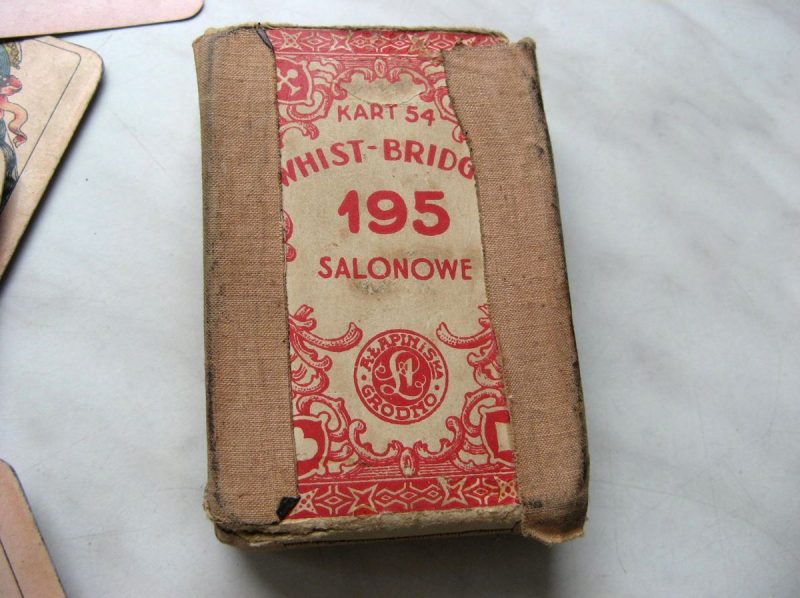 KART 54
WHIST-BRIDG
195
SALONOWE
A.ŁAPIŃSKA
GRODNO